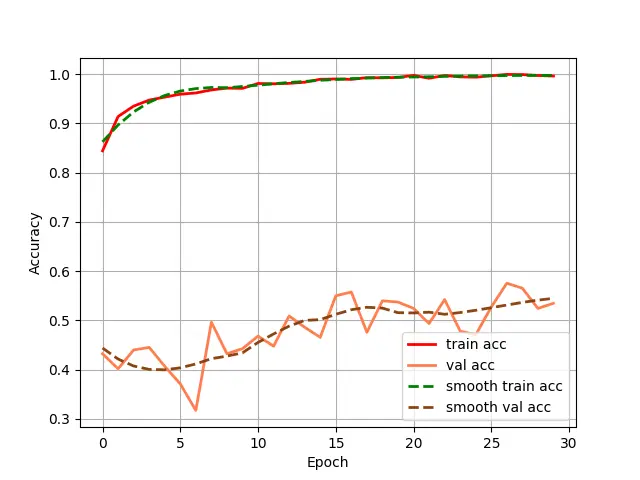 1.0
0.9
0.8
0.7
0.6
0.5
0.4
0.3
Accuracy
train acc
val acc
smooth train acc
smooth val acc
0 5 10 15 20 25 30
Epoch